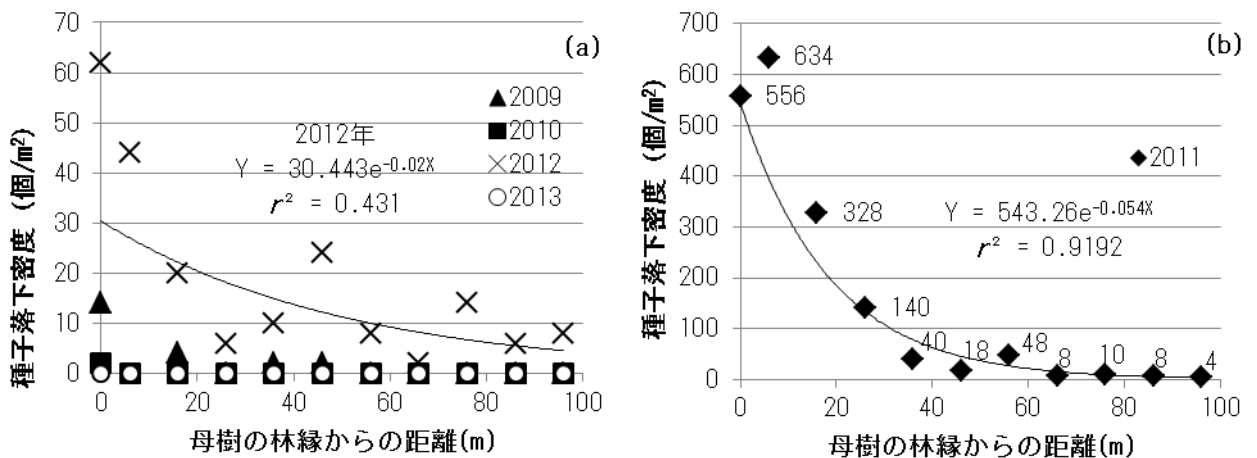 (a)
種子落下密度 (個/m²)
70
60
50
40
30
20
10
0
▲2009
■2010
×2012
○2013
2012年
Y = 30.443e^-0.02X
r² = 0.431
0 20 40 60 80 100
母樹の林縁からの距離(m)
(b)
種子落下密度 (個/m²)
700
600
500
400
300
200
100
0
634
556
328
140
40
18
48
8
10
8
4
◆2011
Y = 543.26e^-0.054X
r² = 0.9192
0 20 40 60 80 100
母樹の林縁からの距離(m)